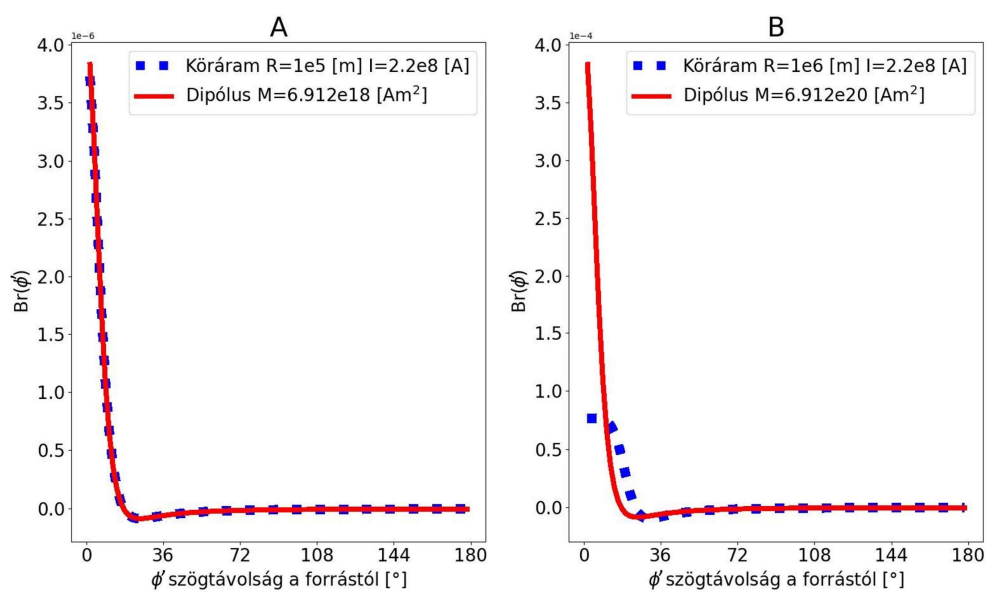 A
1e−6
Köráram R=1e5 [m] I=2.2e8 [A]
Dipólus M=6.912e18 [Am²]
4.0
3.5
3.0
2.5
2.0
1.5
1.0
0.5
0.0
Br(ϕ′)
0 36 72 108 144 180
ϕ′ szögtávolság a forrástól [°]
B
1e−4
Köráram R=1e6 [m] I=2.2e8 [A]
Dipólus M=6.912e20 [Am²]
4.0
3.5
3.0
2.5
2.0
1.5
1.0
0.5
0.0
Br(ϕ′)
0 36 72 108 144 180
ϕ′ szögtávolság a forrástól [°]